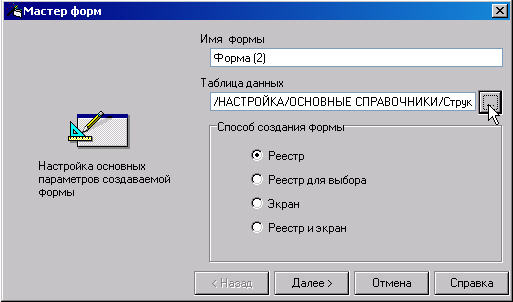 Мастер форм
Имя формы
Форма (2)
Таблица данных
/НАСТРОЙКА/ОСНОВНЫЕ СПРАВОЧНИКИ/Струк
...
Способ создания формы
Реестр
Реестр для выбора
Экран
Реестр и экран
Настройка основных
параметров создаваемой
формы
< Назад
Далее >
Отмена
Справка